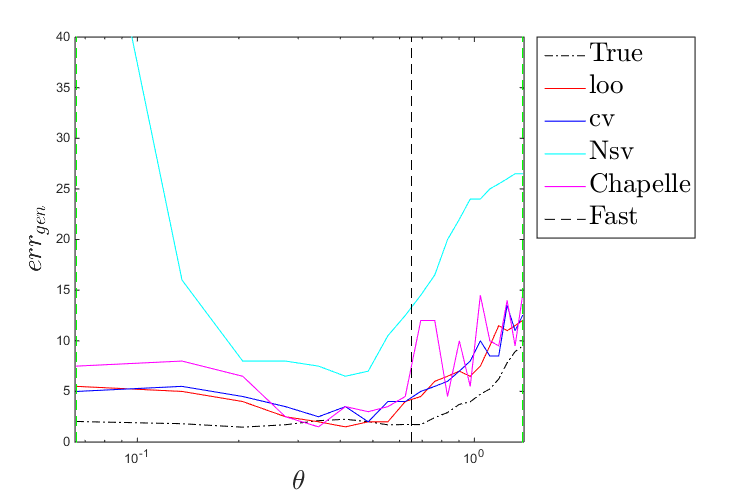 40
35
30
25
20
15
10
5
0
err_gen
10^-1
10^0
θ
True
loo
cv
Nsv
Chapelle
Fast